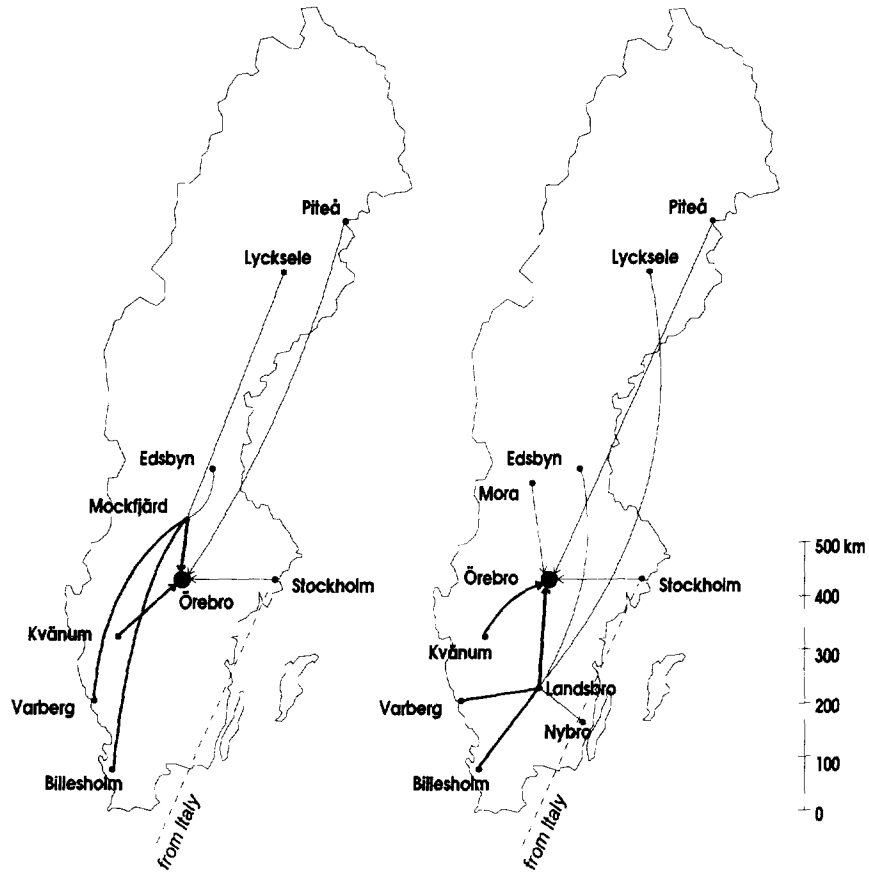 Piteå
Lycksele
Edsbyn
Mockfjärd
Örebro
Stockholm
Kvänum
Varberg
Billesholm
from Italy
Piteå
Lycksele
Edsbyn
Mora
Örebro
Stockholm
Kvänum
Landsbro
Varberg
Nybro
Billesholm
from Italy
500 km
400
300
200
100
0